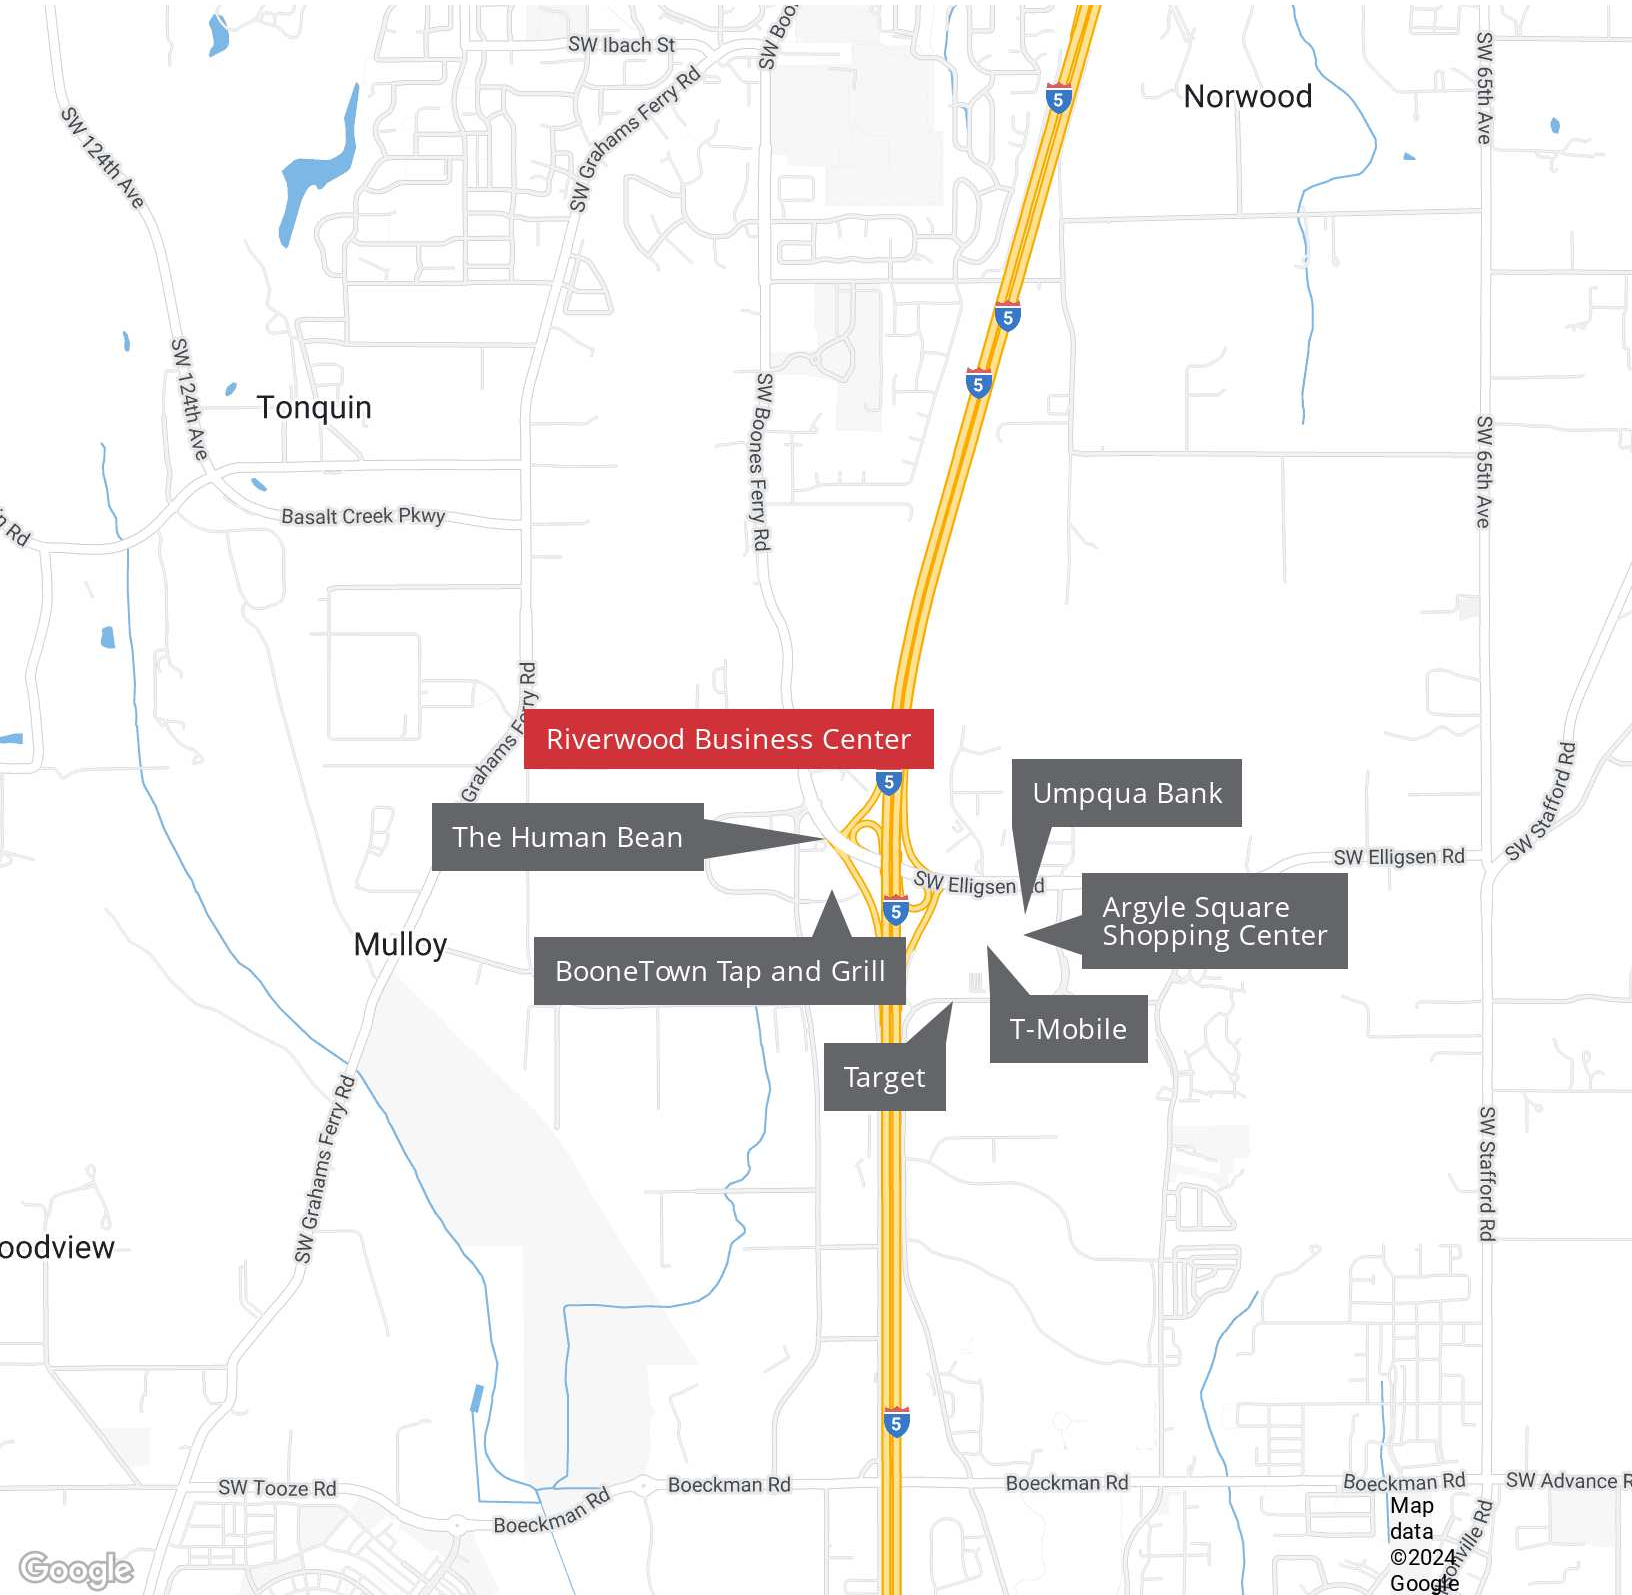 SW Ibach St
SW Boo
SW Grahams Ferry Rd
5
Norwood
SW 65th Ave
SW 124th Ave
5
5
SW 124th Ave
Tonquin
SW Boones Ferry Rd
SW 65th Ave
Basalt Creek Pkwy
Rd
Grahams Ferry Rd
Riverwood Business Center
5
Umpqua Bank
The Human Bean
SW Stafford Rd
SW Elligsen Rd
SW Elligsen Rd
5
Argyle Square
Shopping Center
Mulloy
BooneTown Tap and Grill
T-Mobile
Target
SW Grahams Ferry Rd
SW Stafford Rd
oodview
5
SW Tooze Rd
Boeckman Rd
Boeckman Rd
Boeckman Rd
Boeckman Rd
SW Advance R
onville Rd
Map
data
©2024
Google
Google